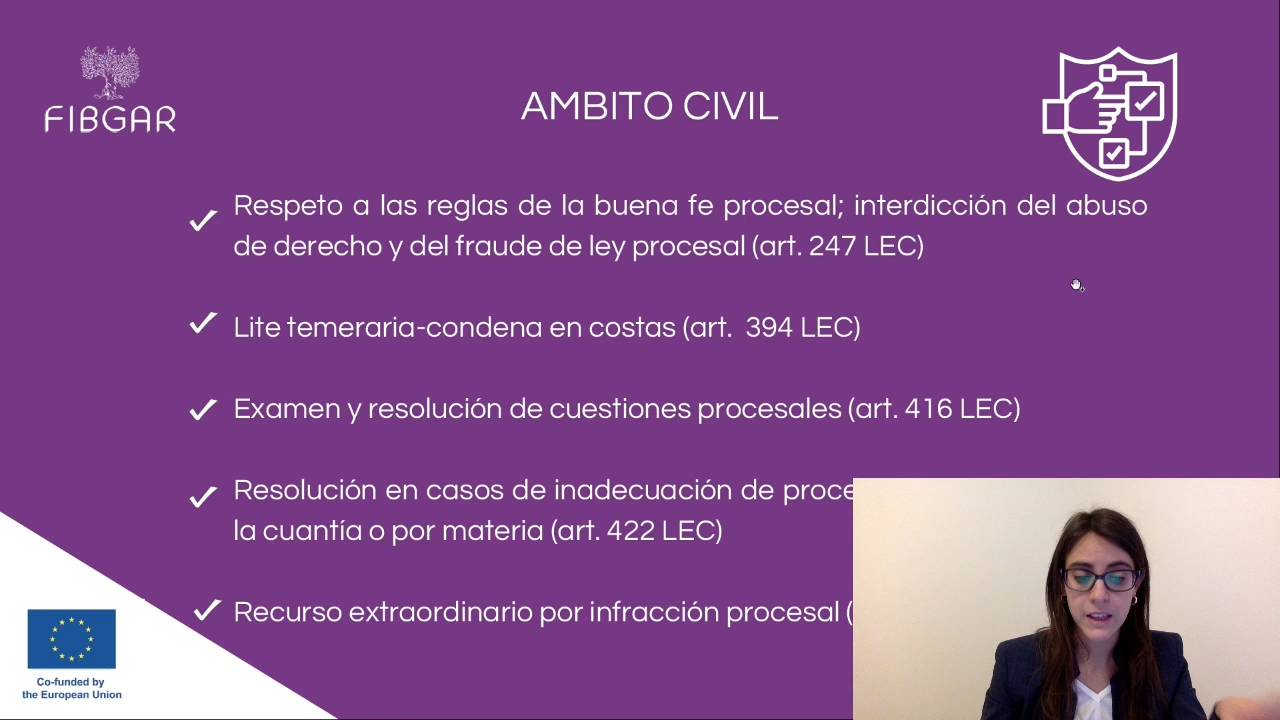 FIBGAR
AMBITO CIVIL
Respeto a las reglas de la buena fe procesal; interdicción del abuso
de derecho y del fraude de ley procesal (art. 247 LEC)
Lite temeraria-condena en costas (art. 394 LEC)
Examen y resolución de cuestiones procesales (art. 416 LEC)
Resolución en casos de inadecuación de proce
la cuantía o por materia (art. 422 LEC)
Recurso extraordinario por infracción procesal (
Co-funded by
the European Union